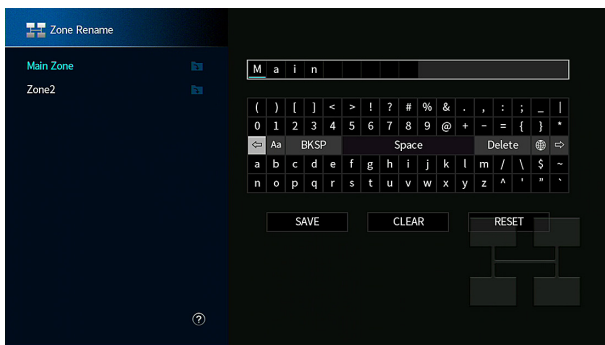 Zone Rename
Main Zone
Zone2
Main
( ) [ ] < > ! ? # % & . , : ; _ |
0 1 2 3 4 5 6 7 8 9 @ + - = { } *
⇦ Aa BKSP Space Delete ⇨
a b c d e f g h i j k l m / \ $ ~
n o p q r s t u v w x y z ^ ' " `
SAVE CLEAR RESET
?